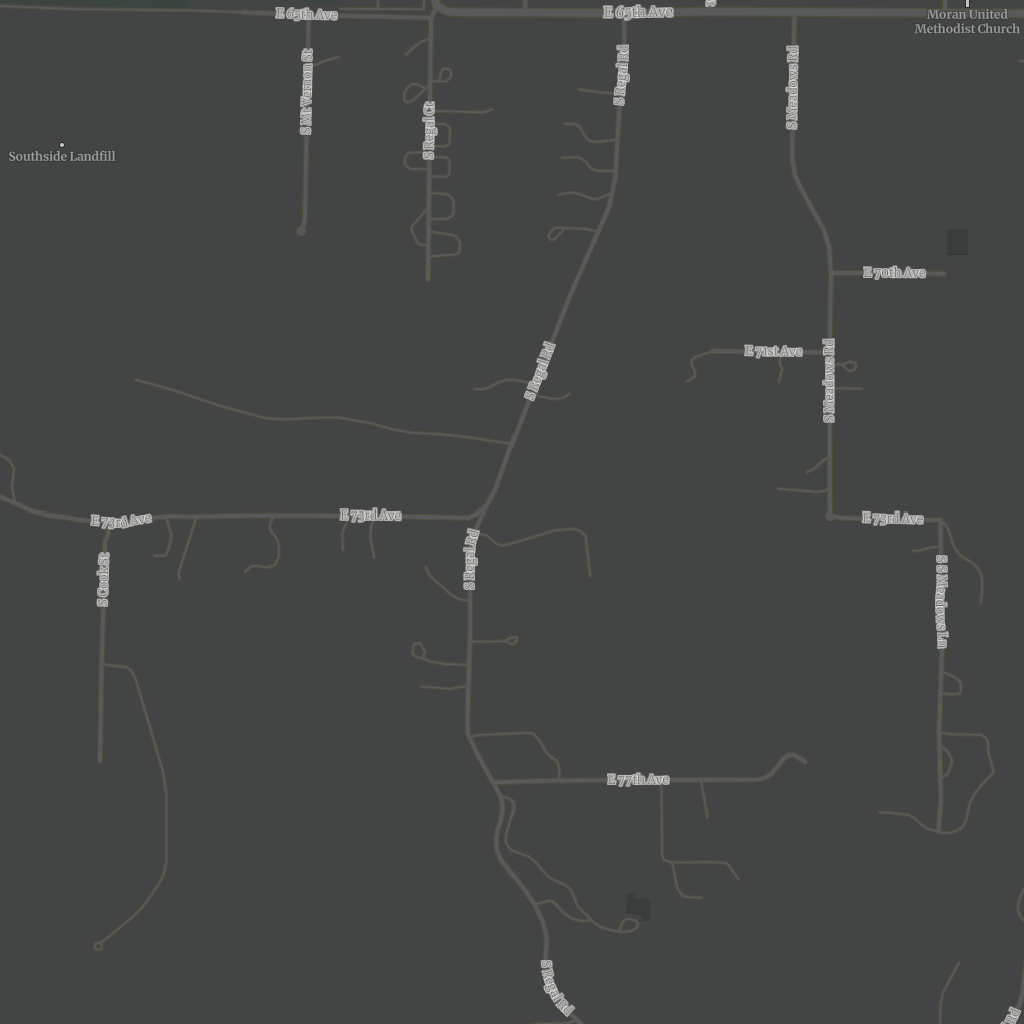 E 65th Ave
E 65th Ave
Moran United
Methodist Church
S Mt Vernon St
S Regal Ct
S Regal Rd
S Meadows Rd
Southside Landfill
E 70th Ave
E 71st Ave
S Regal Rd
S Meadows Rd
E 73rd Ave
E 73rd Ave
E 73rd Ave
S Cook St
S Regal Rd
S S Meadows Ln
E 77th Ave
S Regal Rd
Rd